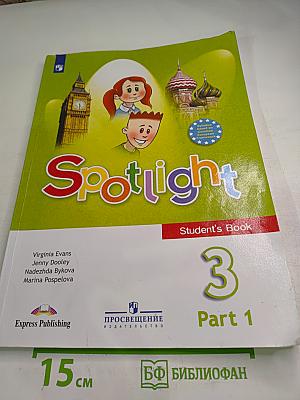 Spotlight
Student's Book
3
Part 1
Virginia Evans
Jenny Dooley
Nadezhda Bykova
Marina Pospelova
Express Publishing
ПРОСВЕЩЕНИЕ
ИЗДАТЕЛЬСТВО
15 см
БФ БИБЛИОФАН